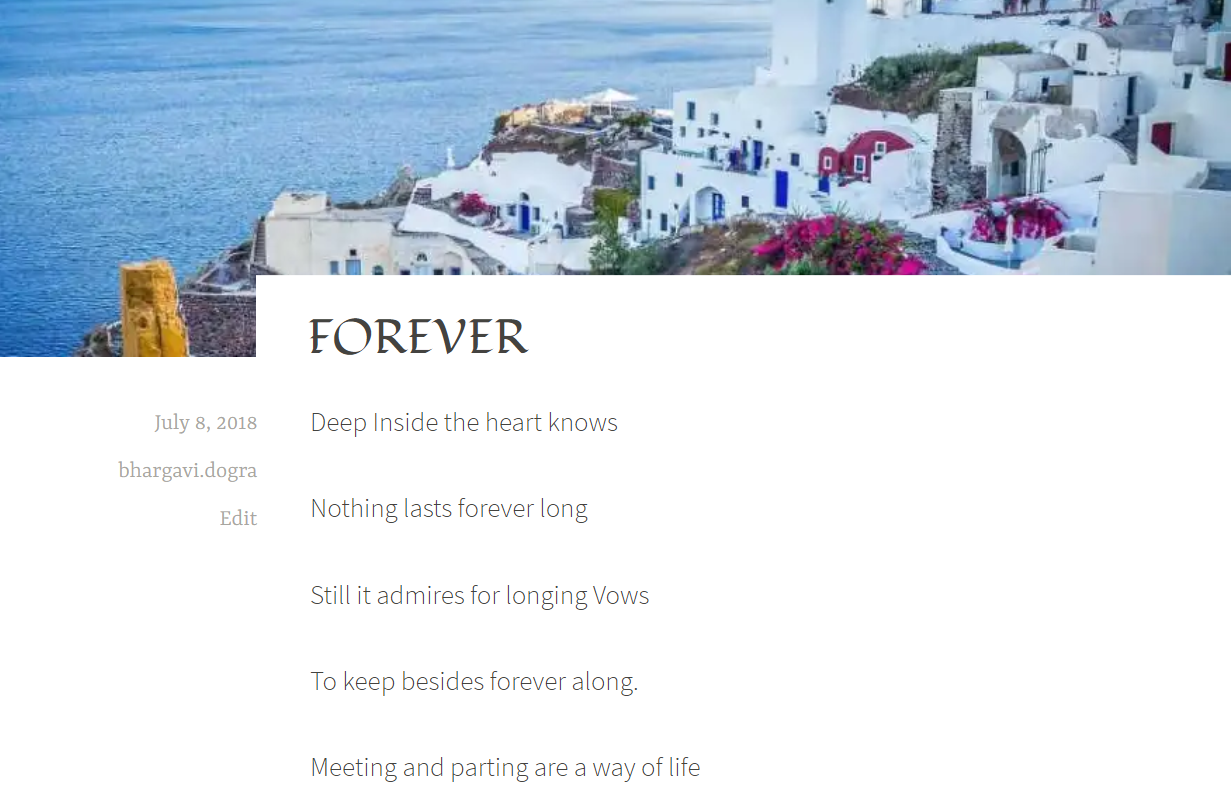 FOREVER
July 8, 2018
bhargavi.dogra
Edit
Deep Inside the heart knows
Nothing lasts forever long
Still it admires for longing Vows
To keep besides forever along.
Meeting and parting are a way of life